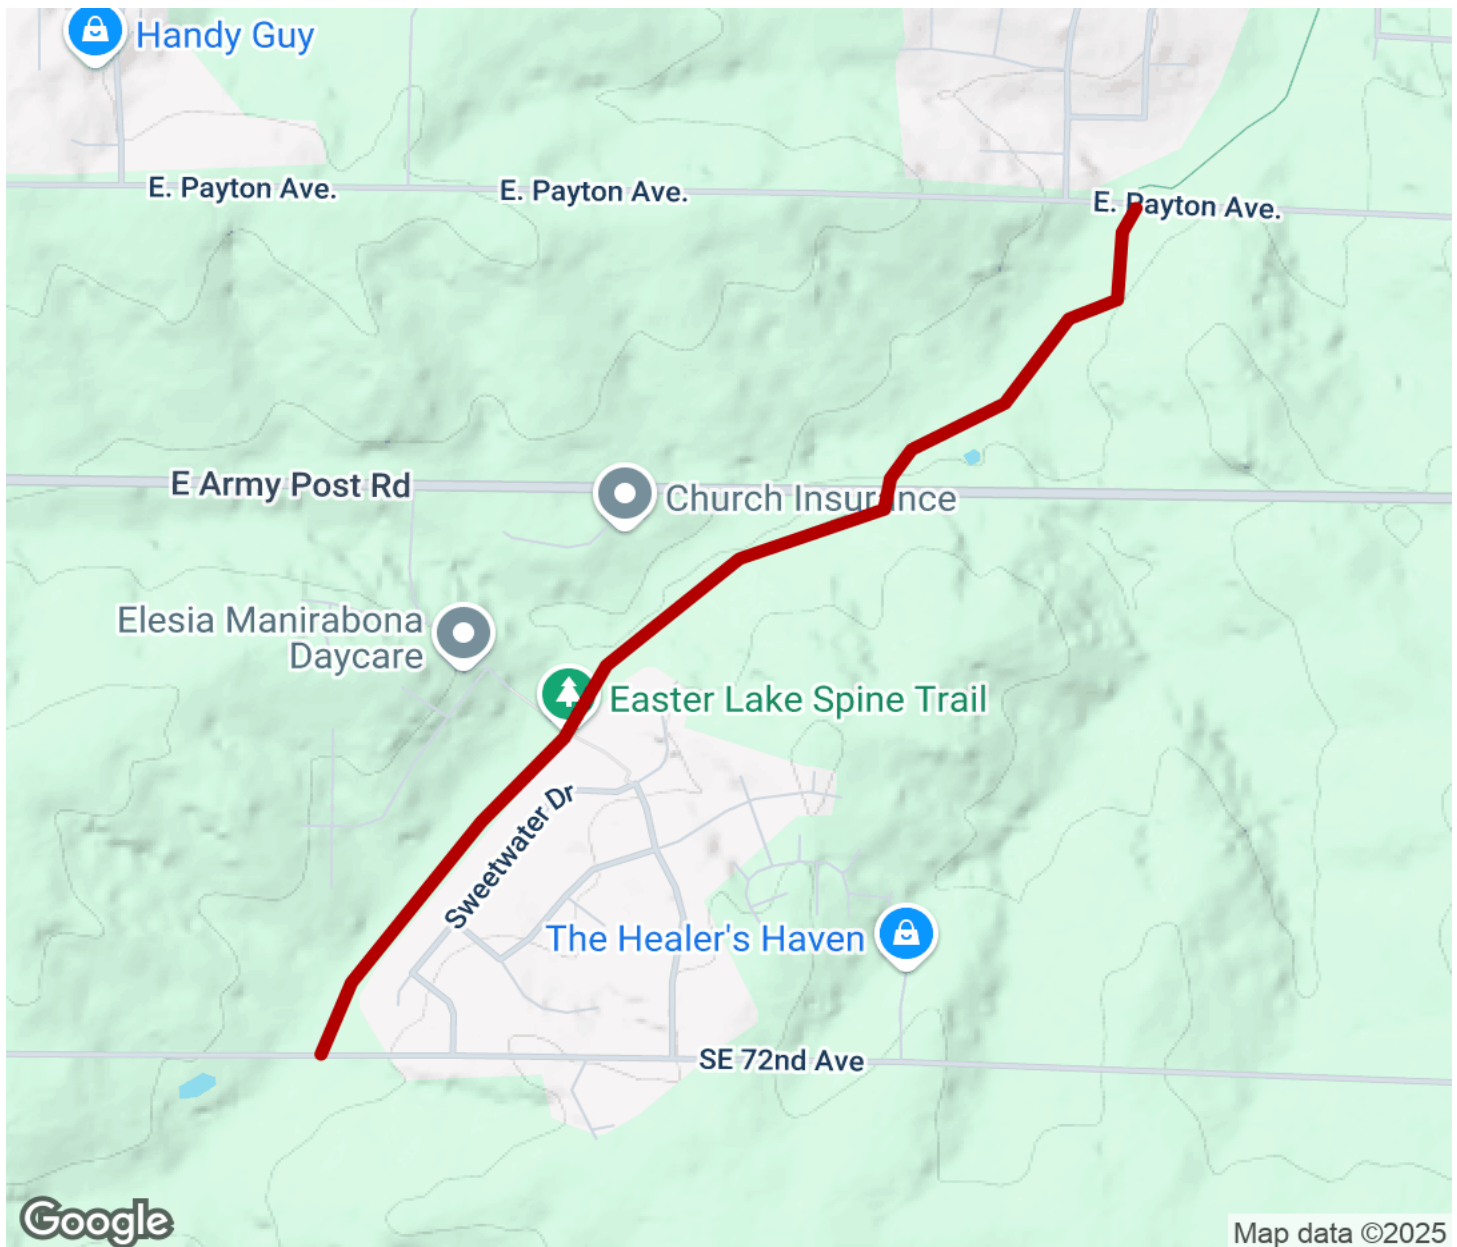 Handy Guy
E. Payton Ave.
E. Payton Ave.
E. Payton Ave.
E Army Post Rd
Church Insurance
Elesia Manirabona
Daycare
Easter Lake Spine Trail
Sweetwater Dr
The Healer's Haven
SE 72nd Ave
Google
Map data ©2025